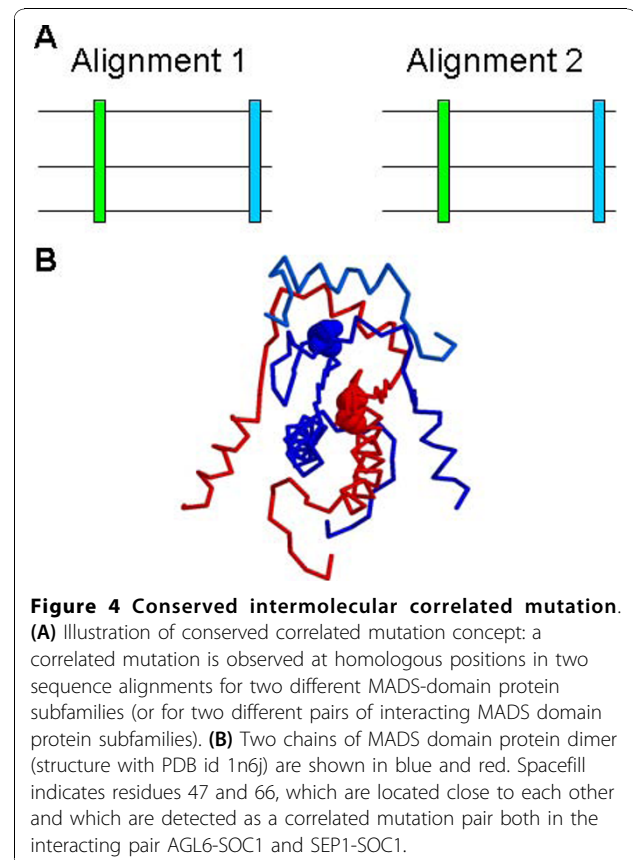 A
Alignment 1
Alignment 2
B
Figure 4 Conserved intermolecular correlated mutation.
(A) Illustration of conserved correlated mutation concept: a
correlated mutation is observed at homologous positions in two
sequence alignments for two different MADS-domain protein
subfamilies (or for two different pairs of interacting MADS domain
protein subfamilies). (B) Two chains of MADS domain protein dimer
(structure with PDB id 1n6j) are shown in blue and red. Spacefill
indicates residues 47 and 66, which are located close to each other
and which are detected as a correlated mutation pair both in the
interacting pair AGL6-SOC1 and SEP1-SOC1.